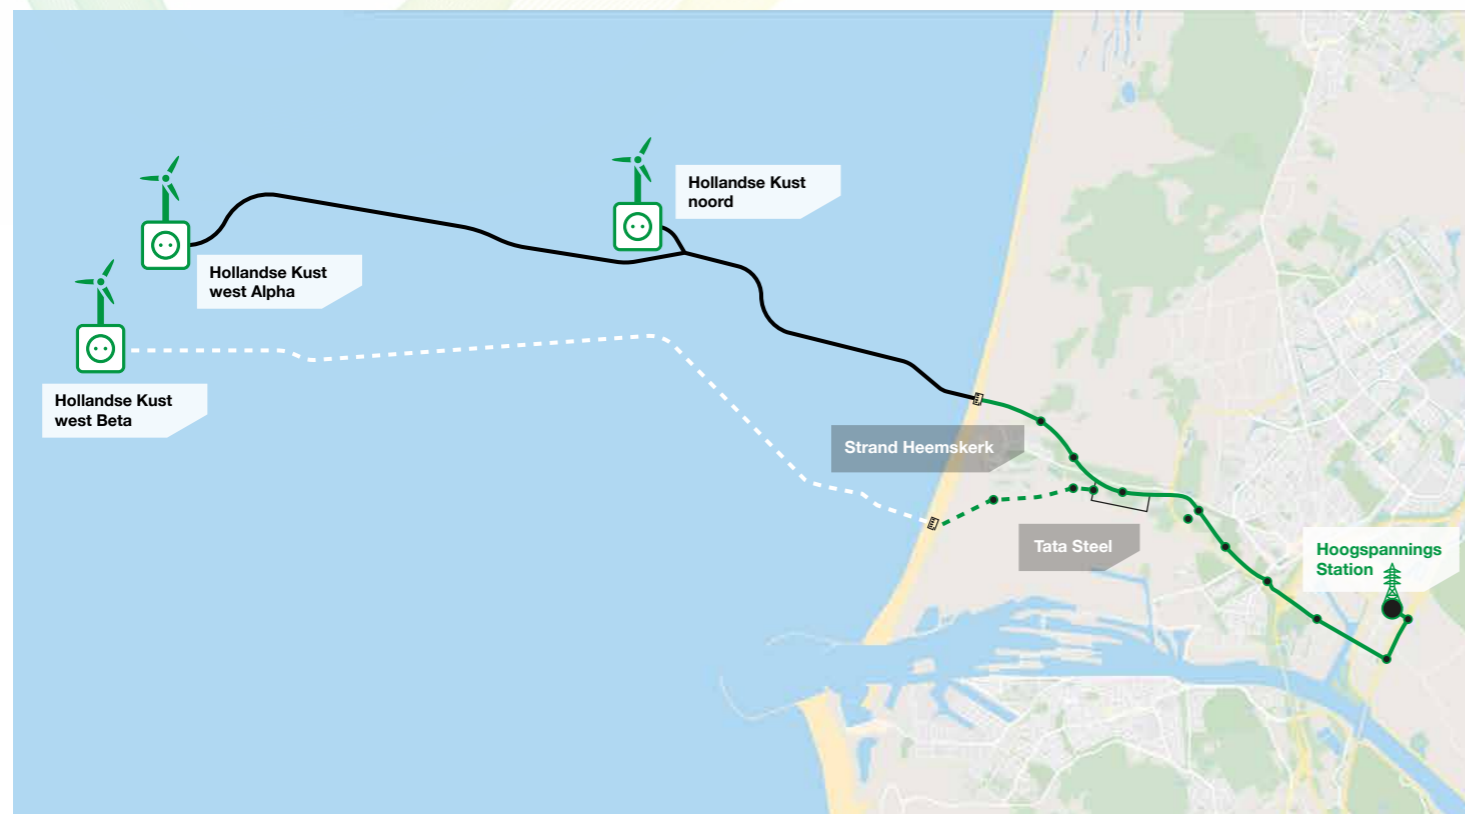 Hollandse Kust
noord
Hollandse Kust
west Alpha
Hollandse Kust
west Beta
Strand Heemskerk
Tata Steel
Hoogspannings
Station